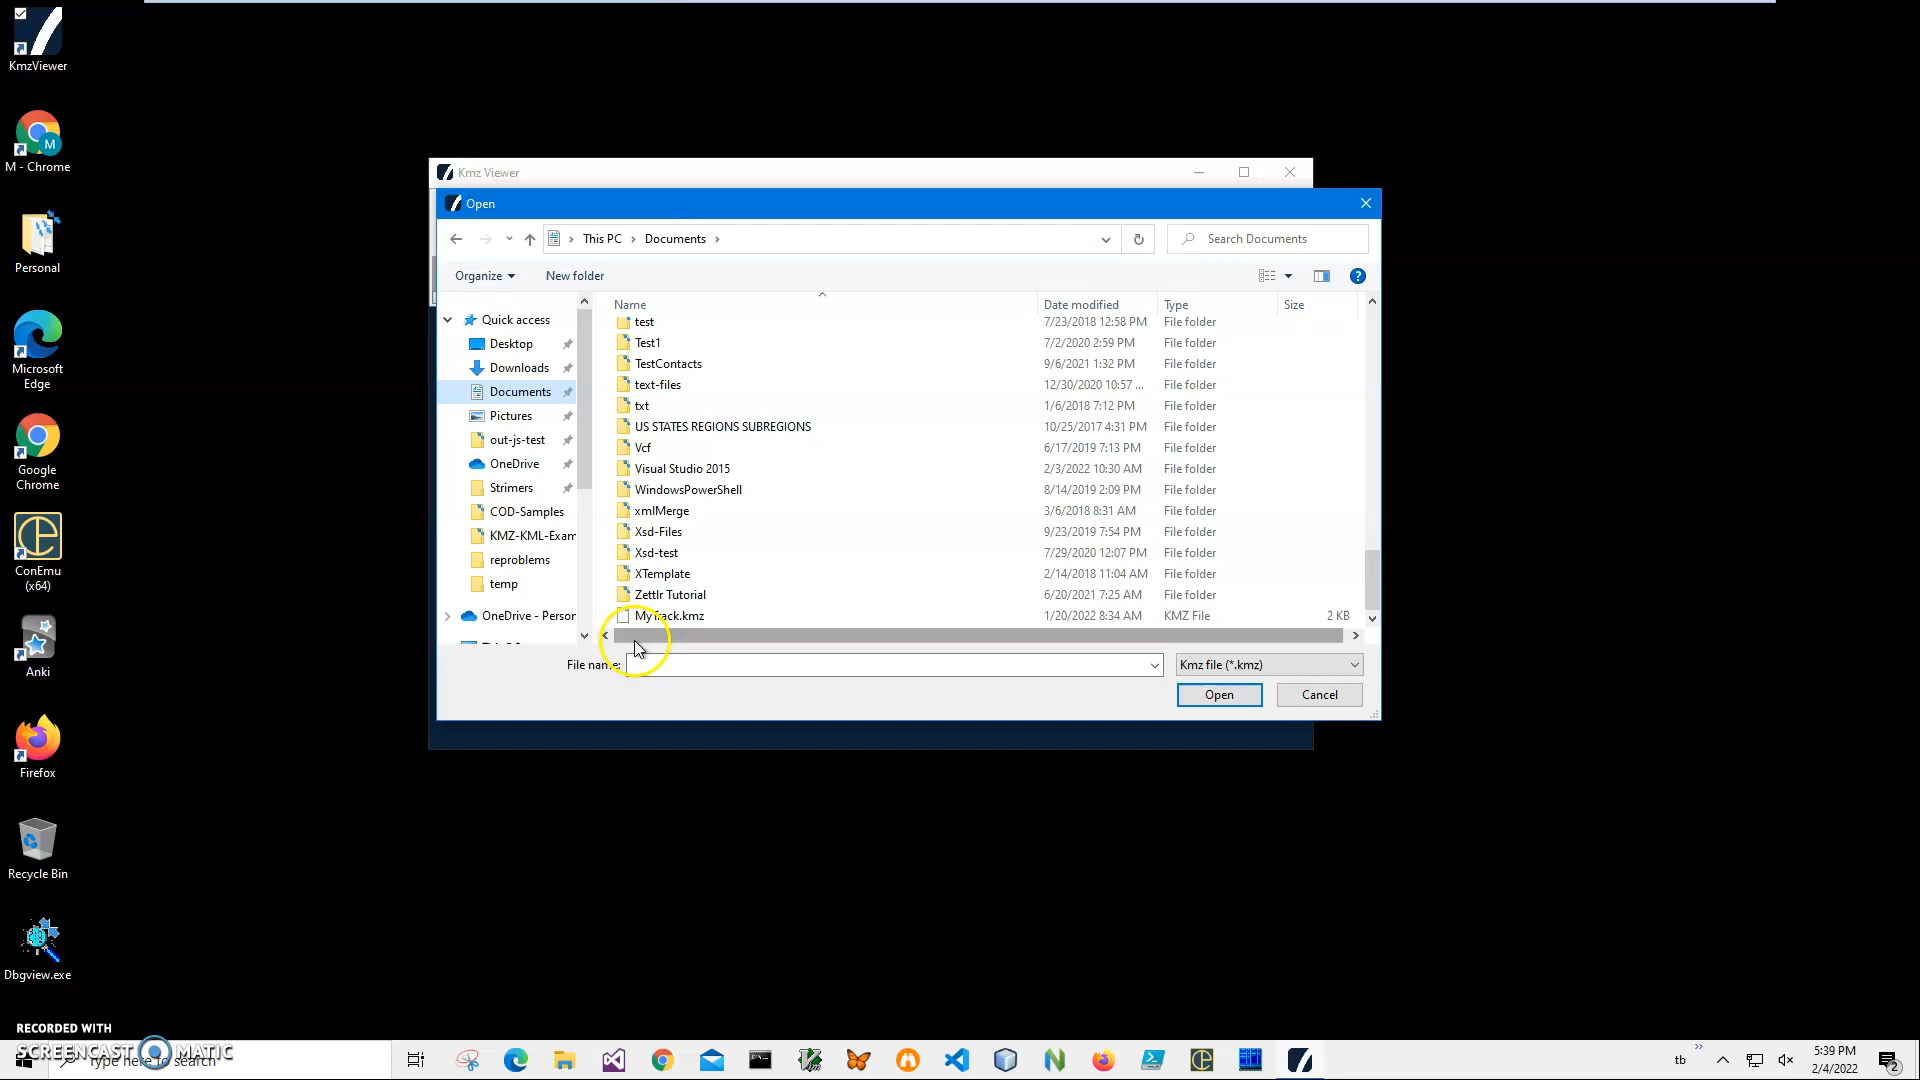 KmzViewer
M - Chrome
Personal
Microsoft
Edge
Google
Chrome
ConEmu
(x64)
Anki
Firefox
Recycle Bin
Dbgview.exe
Kmz Viewer
Open
This PC
Documents
Search Documents
Organize
New folder
Quick access
Desktop
Downloads
Documents
Pictures
out-js-test
OneDrive
Strimers
COD-Samples
KMZ-KML-Exam
reproblems
temp
OneDrive - Person
Name Date modified Type Size
test 7/23/2018 12:58 PM File folder
Test1 7/2/2020 2:59 PM File folder
TestContacts 9/6/2021 1:32 PM File folder
text-files 12/30/2020 10:57 ... File folder
txt 1/6/2018 7:12 PM File folder
US STATES REGIONS SUBREGIONS 10/25/2017 4:31 PM File folder
Vcf 6/17/2019 7:13 PM File folder
Visual Studio 2015 2/3/2022 10:30 AM File folder
WindowsPowerShell 8/14/2019 2:09 PM File folder
xmlMerge 3/6/2018 8:31 AM File folder
Xsd-Files 9/23/2019 7:54 PM File folder
Xsd-test 7/29/2020 12:07 PM File folder
XTemplate 2/14/2018 11:04 AM File folder
Zettlr Tutorial 6/20/2021 7:25 AM File folder
MyTrack.kmz 1/20/2022 8:34 AM KMZ File 2 KB
File name:
Kmz file (*.kmz)
Open
Cancel
RECORDED WITH
SCREENCAST MATIC
Type here to search
tb
5:39 PM
2/4/2022
2